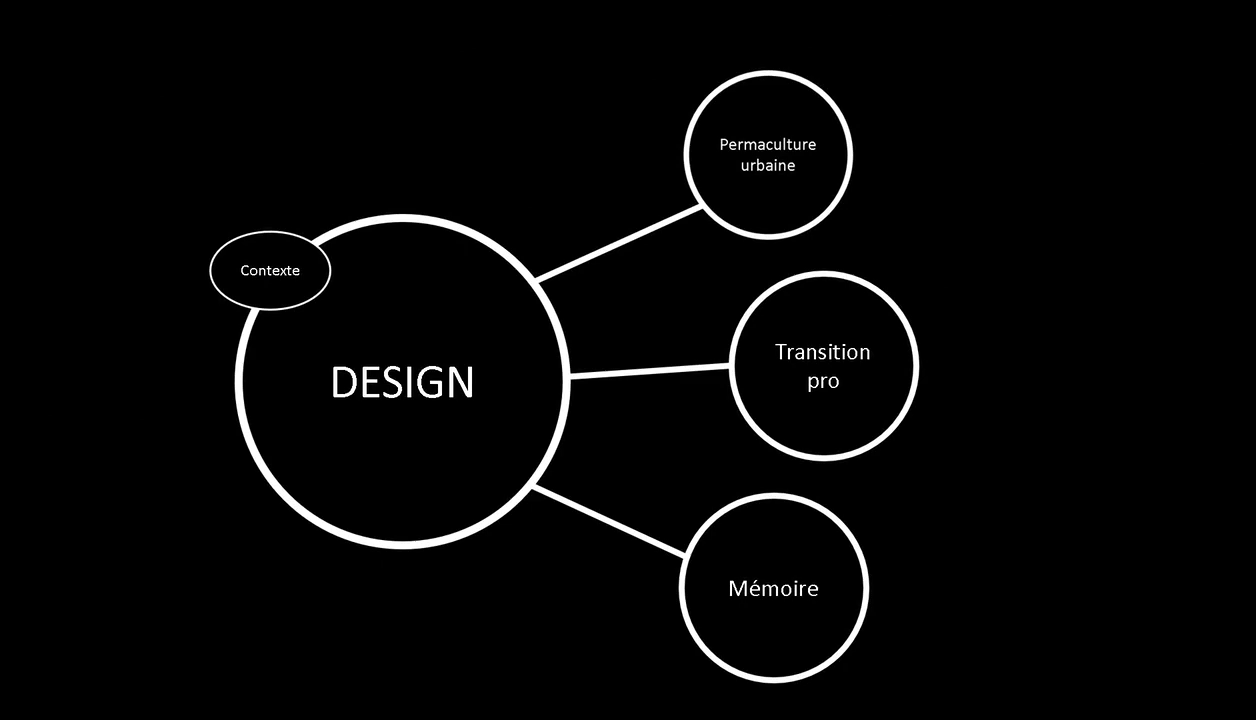 Permaculture
urbaine
Contexte
DESIGN
Transition
pro
Mémoire